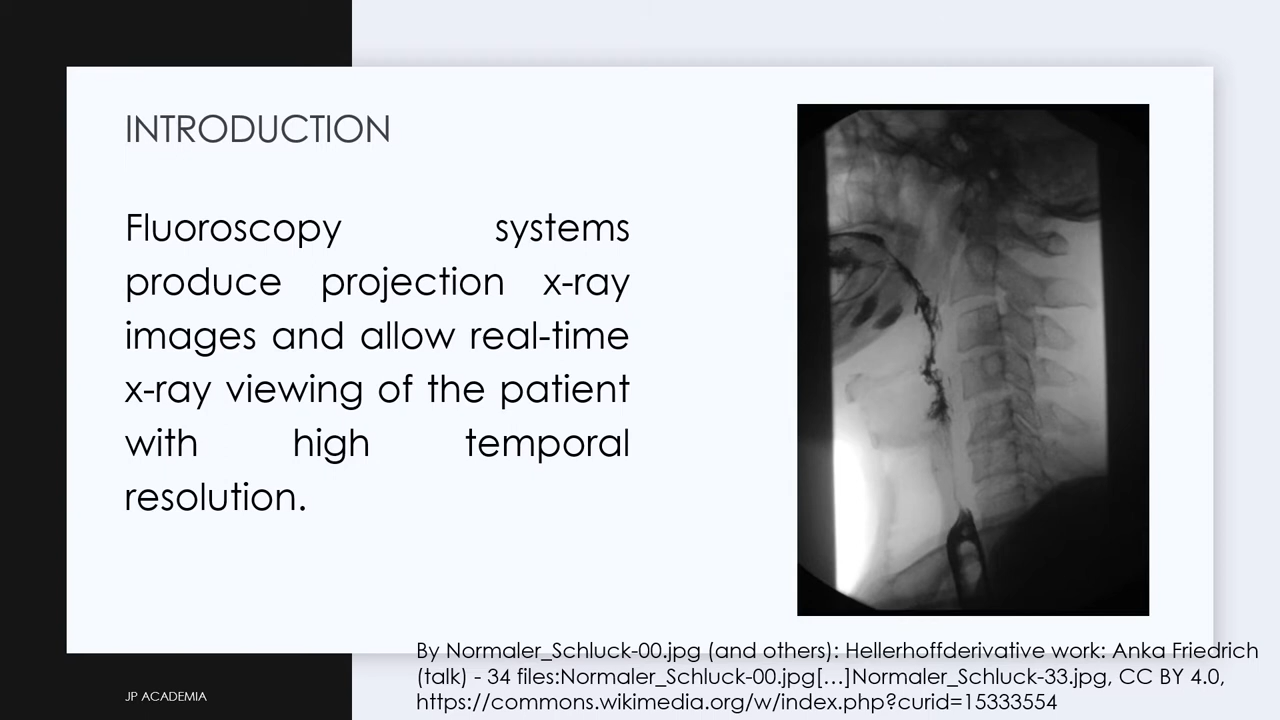 INTRODUCTION
Fluoroscopy systems
produce projection x-ray
images and allow real-time
x-ray viewing of the patient
with high temporal
resolution.
By Normaler_Schluck-00.jpg (and others): Hellerhoffderivative work: Anka Friedrich
(talk) - 34 files:Normaler_Schluck-00.jpg[...]Normaler_Schluck-33.jpg, CC BY 4.0,
https://commons.wikimedia.org/w/index.php?curid=15333554
JP ACADEMIA